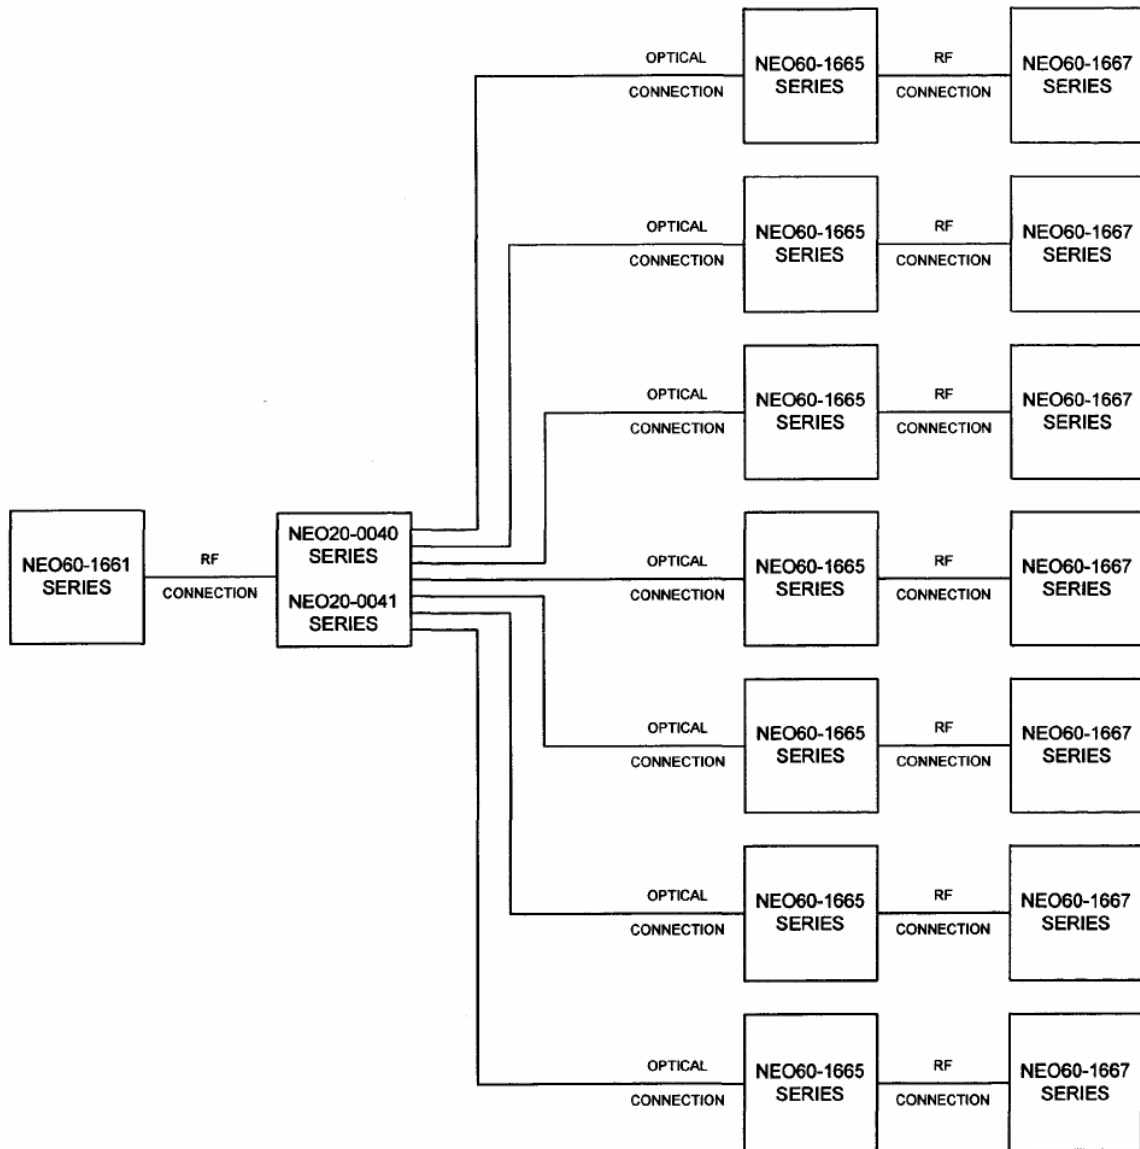 OPTICAL
CONNECTION
NEO60-1665
SERIES
RF
CONNECTION
NEO60-1667
SERIES
OPTICAL
CONNECTION
NEO60-1665
SERIES
RF
CONNECTION
NEO60-1667
SERIES
OPTICAL
CONNECTION
NEO60-1665
SERIES
RF
CONNECTION
NEO60-1667
SERIES
NEO60-1661
SERIES
RF
CONNECTION
NEO20-0040
SERIES
NEO20-0041
SERIES
OPTICAL
CONNECTION
NEO60-1665
SERIES
RF
CONNECTION
NEO60-1667
SERIES
OPTICAL
CONNECTION
NEO60-1665
SERIES
RF
CONNECTION
NEO60-1667
SERIES
OPTICAL
CONNECTION
NEO60-1665
SERIES
RF
CONNECTION
NEO60-1667
SERIES
OPTICAL
CONNECTION
NEO60-1665
SERIES
RF
CONNECTION
NEO60-1667
SERIES